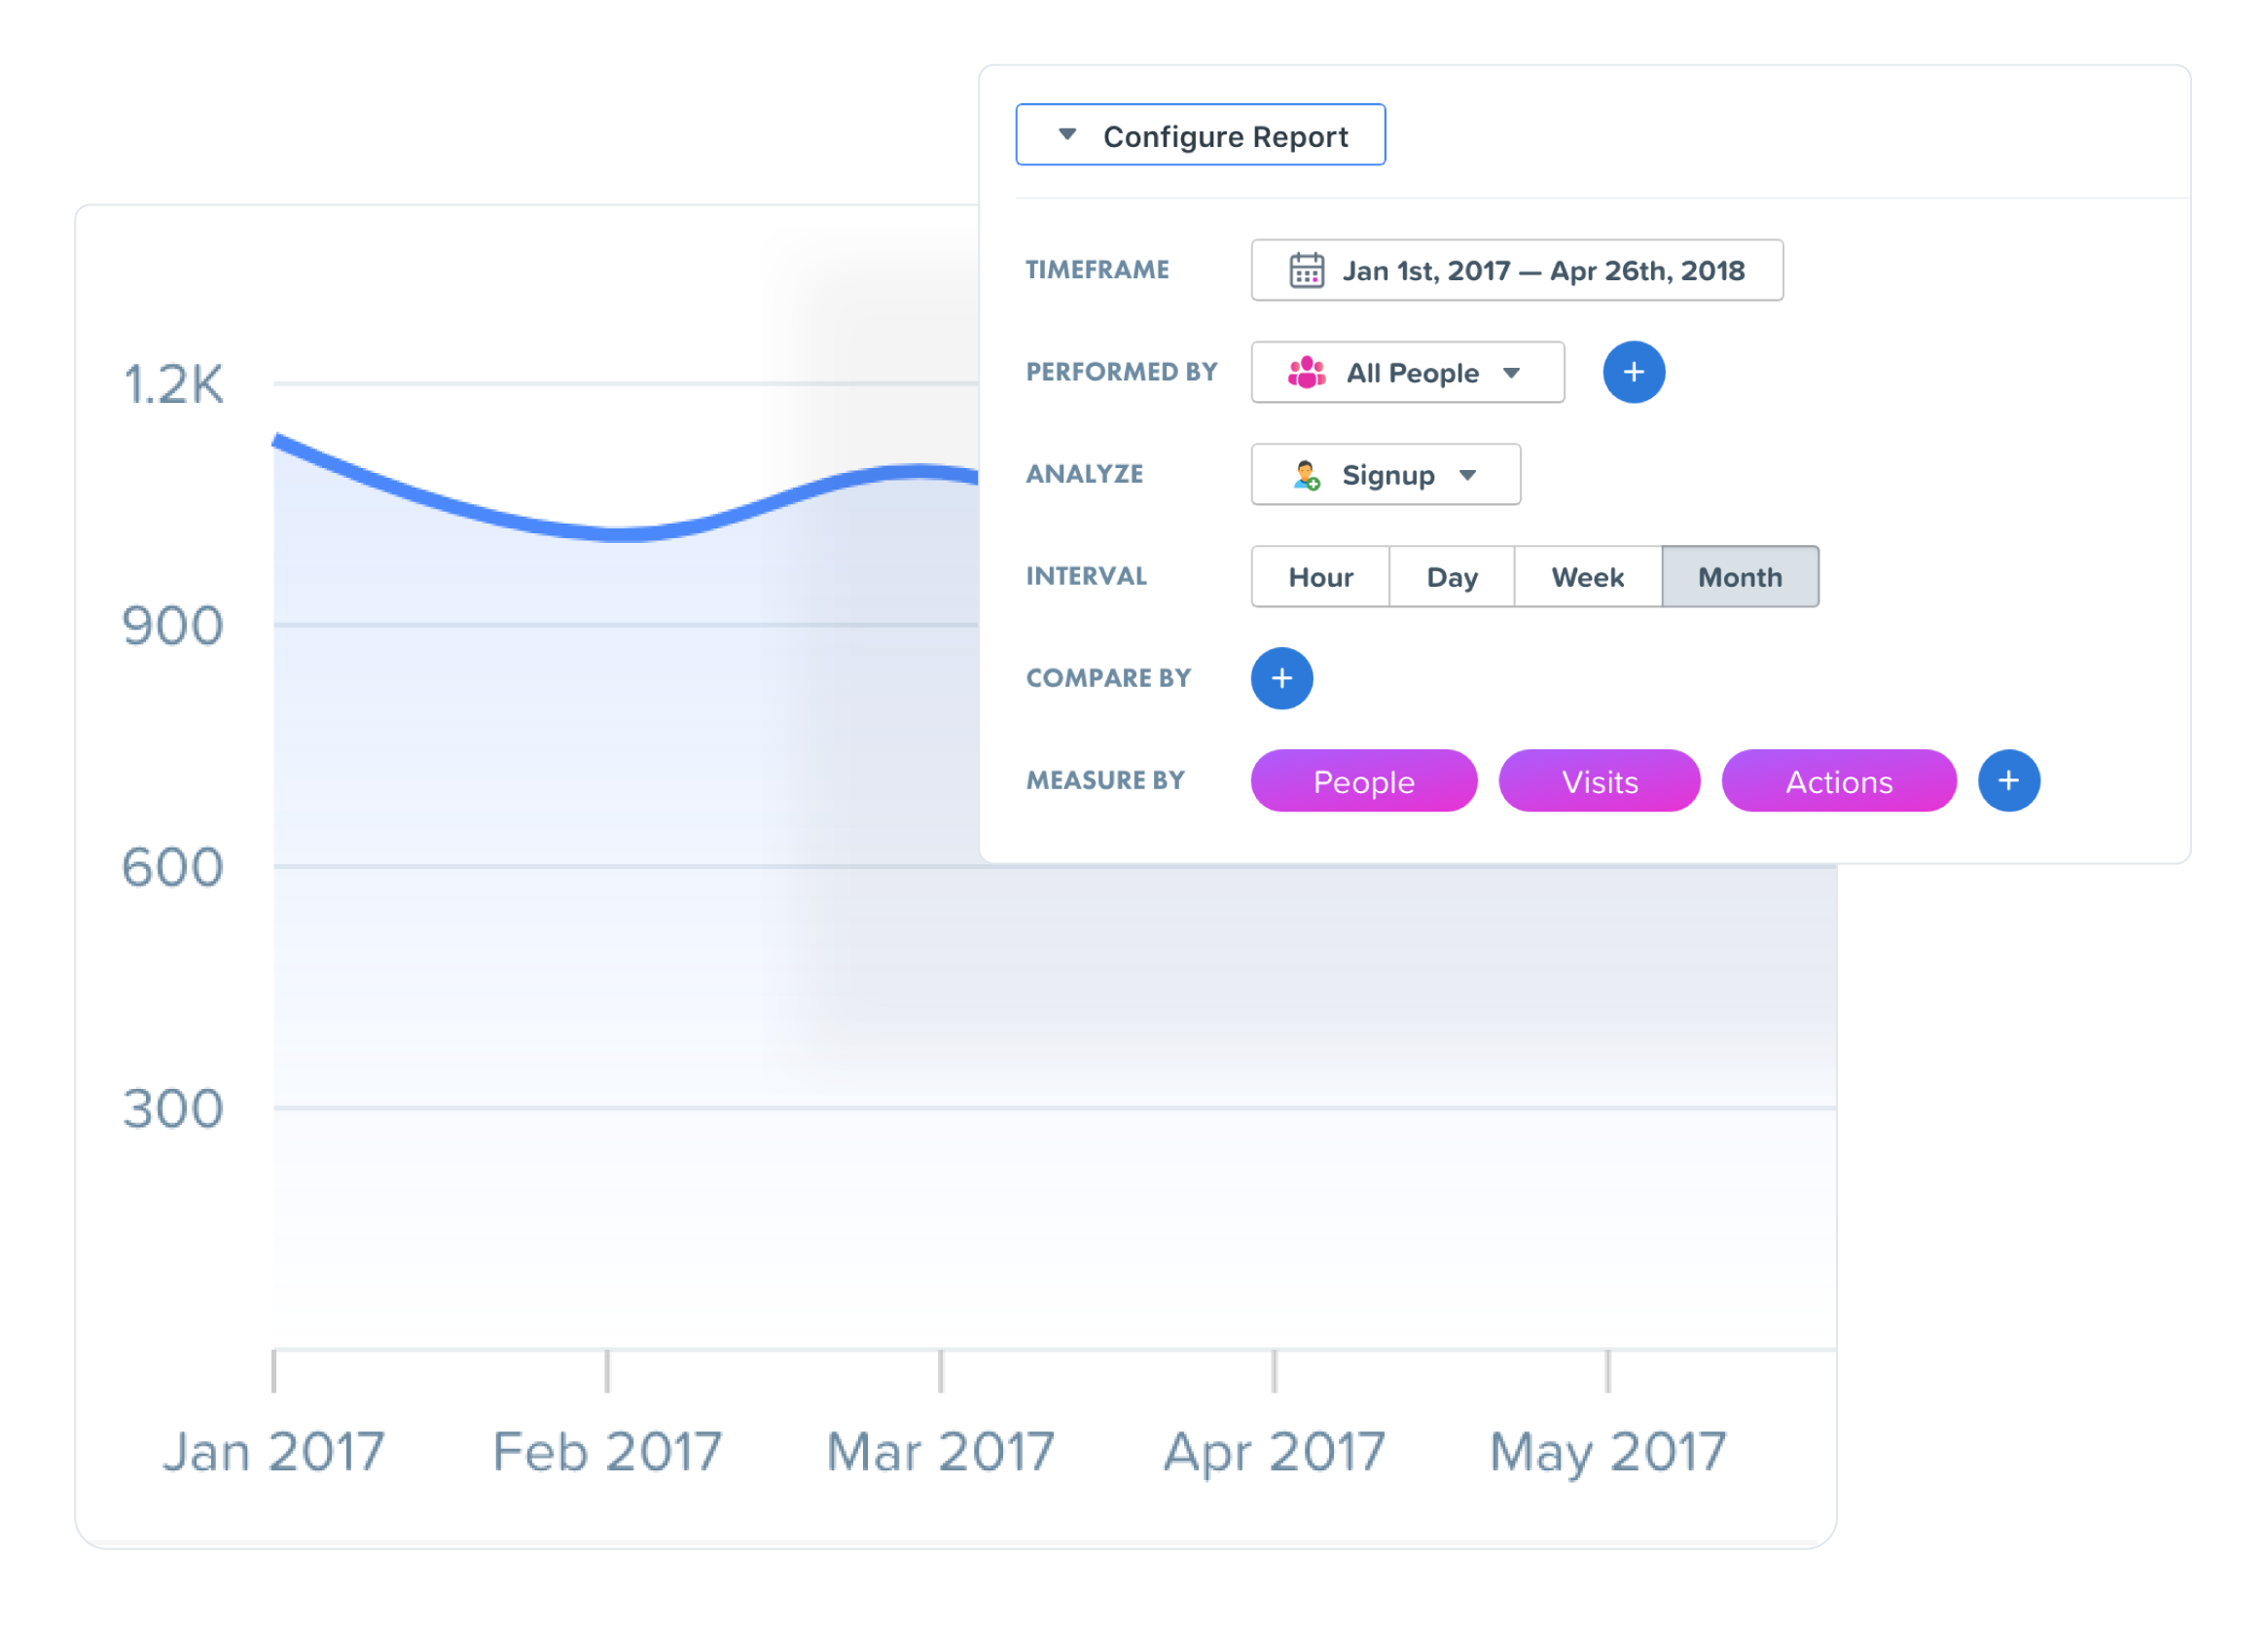 Configure Report
TIMEFRAME Jan 1st, 2017 — Apr 26th, 2018
PERFORMED BY All People +
ANALYZE Signup
INTERVAL Hour Day Week Month
COMPARE BY +
MEASURE BY People Visits Actions +
1.2K
900
600
300
Jan 2017 Feb 2017 Mar 2017 Apr 2017 May 2017